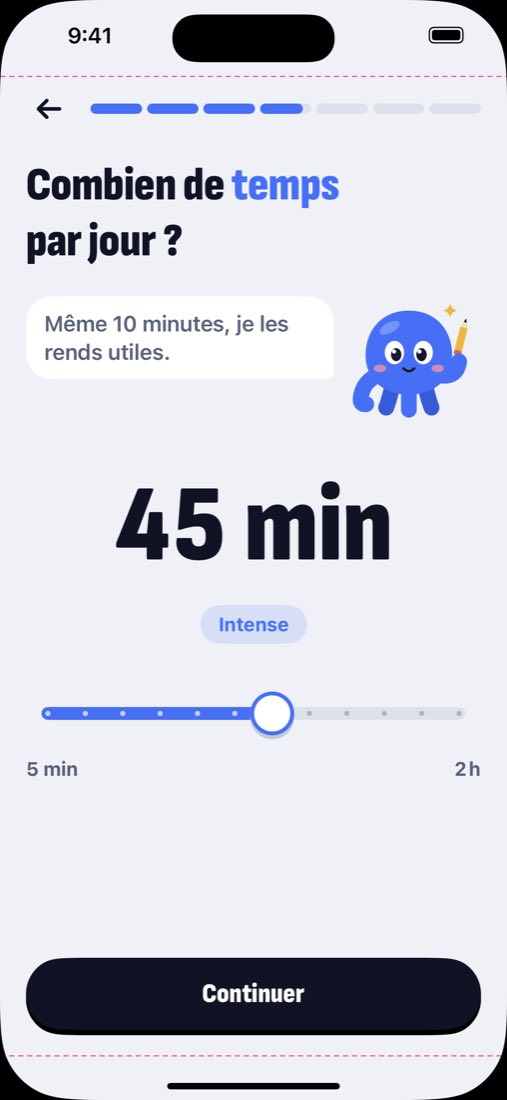 9:41
Combien de temps
par jour ?
Même 10 minutes, je les
rends utiles.
45 min
Intense
5 min
2 h
Continuer